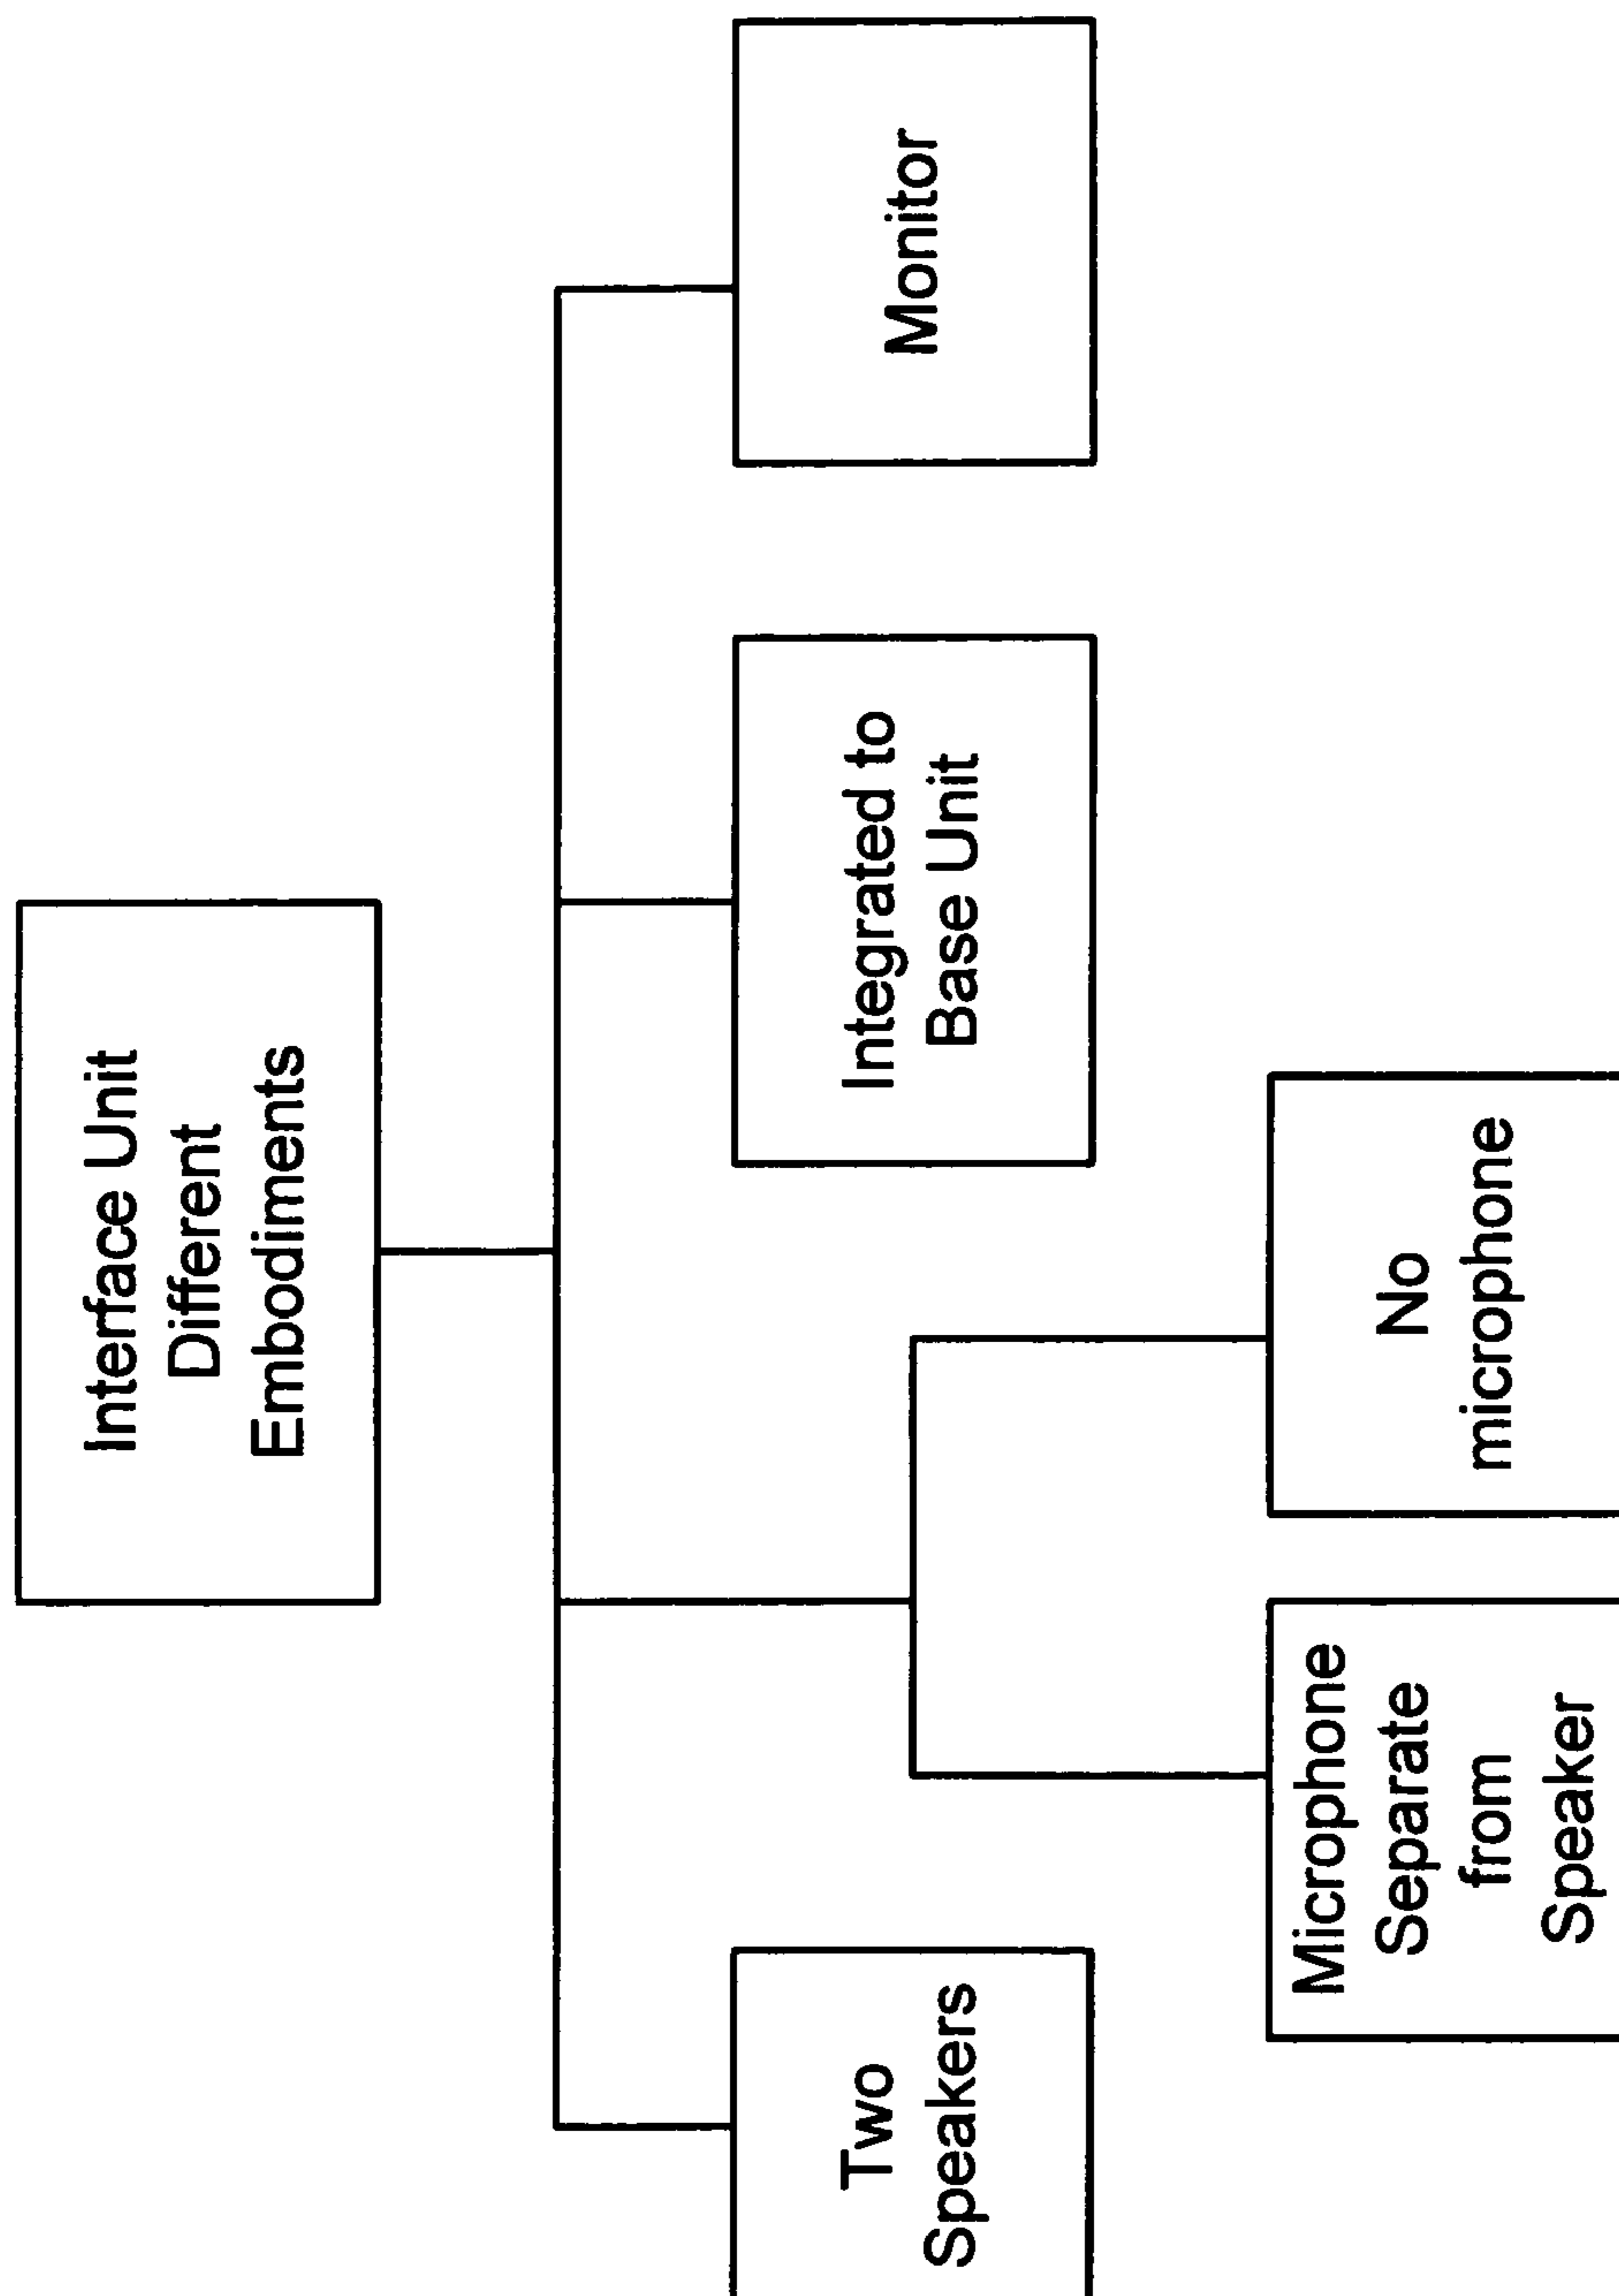 Interface Unit
Different
Embodiments
Two
Speakers
Microphone
Separate
from
Speaker
No
microphone
Integrated to
Base Unit
Monitor